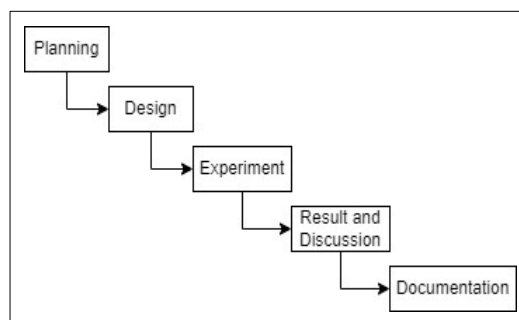 Planning
Design
Experiment
Result and
Discussion
Documentation